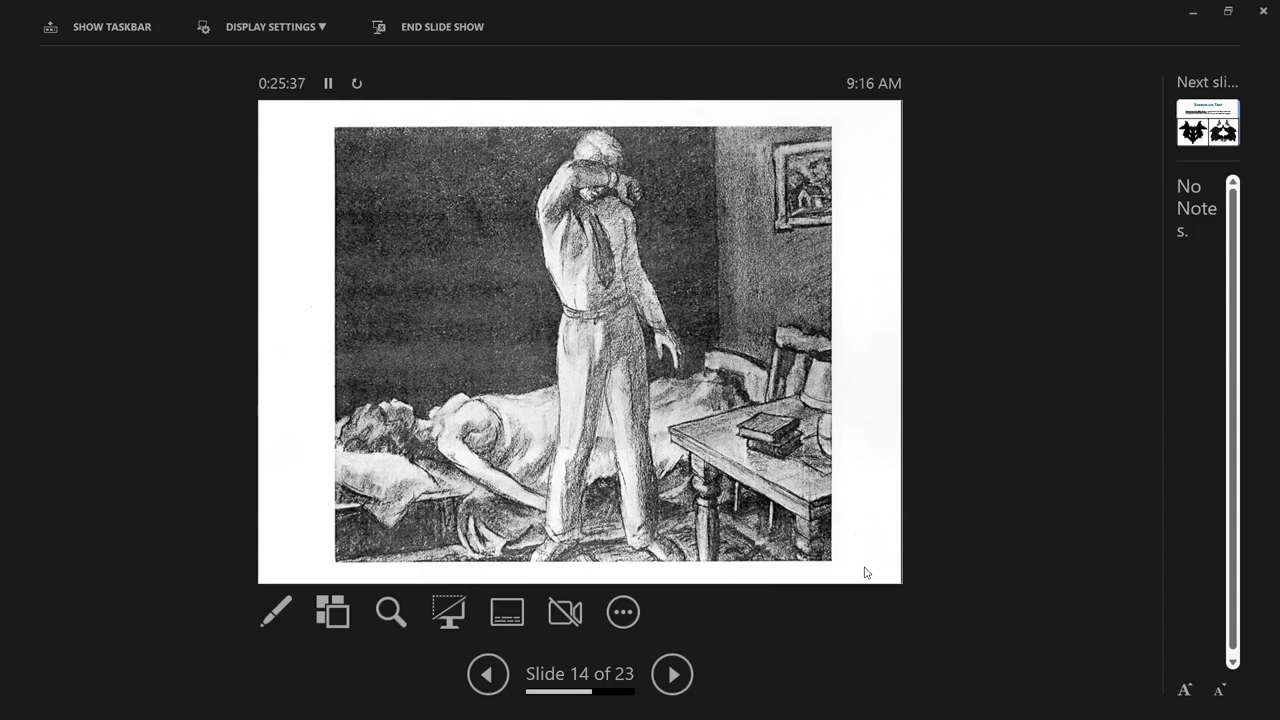 SHOW TASKBAR
DISPLAY SETTINGS ▼
END SLIDE SHOW
0:25:37
9:16 AM
Next sli...
No
Note
s.
Slide 14 of 23
A
A